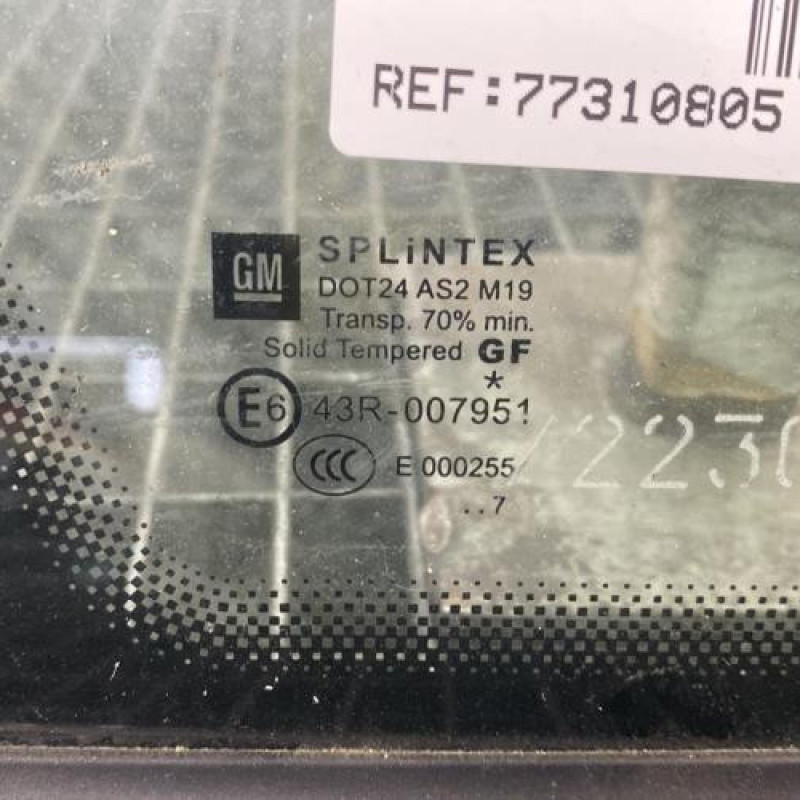 REF:77310805
GM
SPLiNTEX
DOT24 AS2 M19
Transp. 70% min.
Solid Tempered GF
*
E6 43R-007951
CCC E 000255
..7